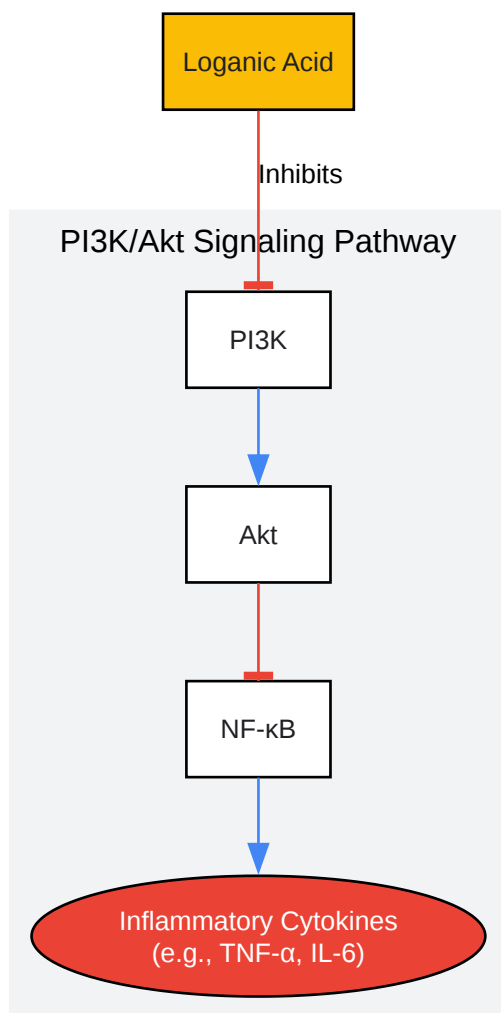 Loganic Acid
Inhibits
PI3K/Akt Signaling Pathway
PI3K
Akt
NF-κB
Inflammatory Cytokines
(e.g., TNF-α, IL-6)